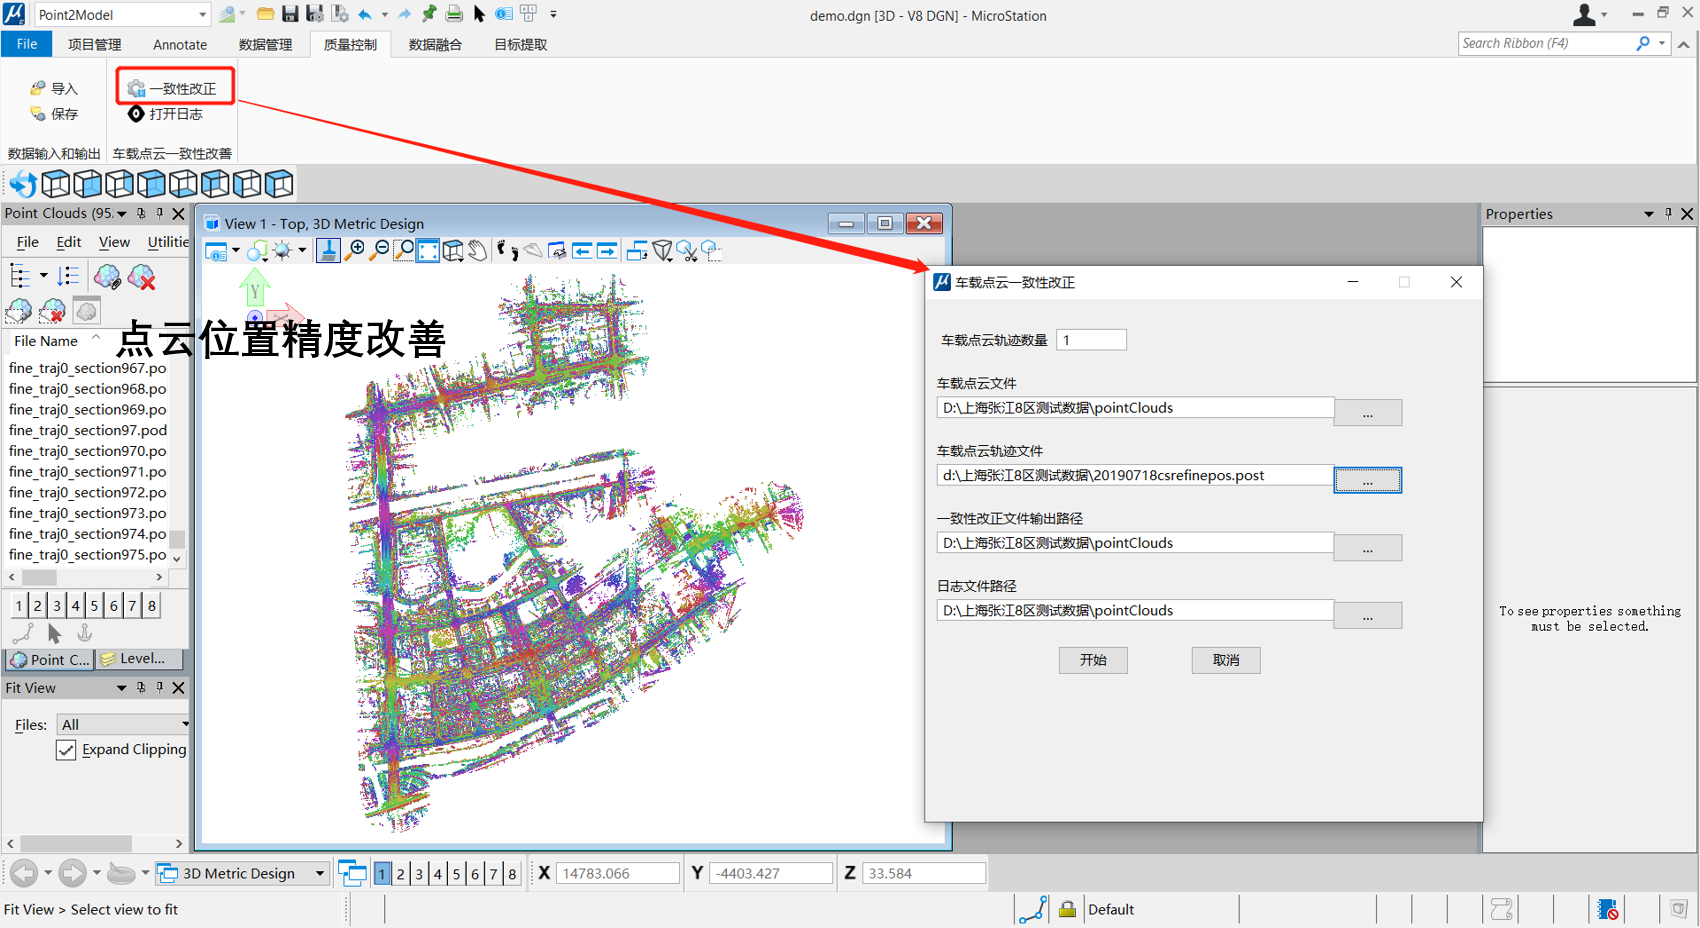 Point2Model
demo.dgn [3D - V8 DGN] - MicroStation
File 项目管理 Annotate 数据管理 质量控制 数据融合 目标提取
Search Ribbon (F4)
导入
保存
一致性改正
打开日志
数据输入和输出
车载点云一致性改善
Point Clouds (95.
File Edit View Utilitie
File Name
fine_traj0_section967.po
fine_traj0_section968.po
fine_traj0_section969.po
fine_traj0_section97.pod
fine_traj0_section970.po
fine_traj0_section971.po
fine_traj0_section972.po
fine_traj0_section973.po
fine_traj0_section974.po
fine_traj0_section975.po
1 2 3 4 5 6 7 8
Point C... Level...
Fit View
Files: All
Expand Clipping
View 1 - Top, 3D Metric Design
Y
X
点云位置精度改善
车载点云一致性改正
车载点云轨迹数量 1
车载点云文件
D:\上海张江8区测试数据\pointClouds ...
车载点云轨迹文件
d:\上海张江8区测试数据\20190718csrefinepos.post ...
一致性改正文件输出路径
D:\上海张江8区测试数据\pointClouds ...
日志文件路径
D:\上海张江8区测试数据\pointClouds ...
开始 取消
Properties
To see properties something
must be selected.
3D Metric Design 1 2 3 4 5 6 7 8 X 14783.066 Y -4403.427 Z 33.584
Fit View > Select view to fit
Default